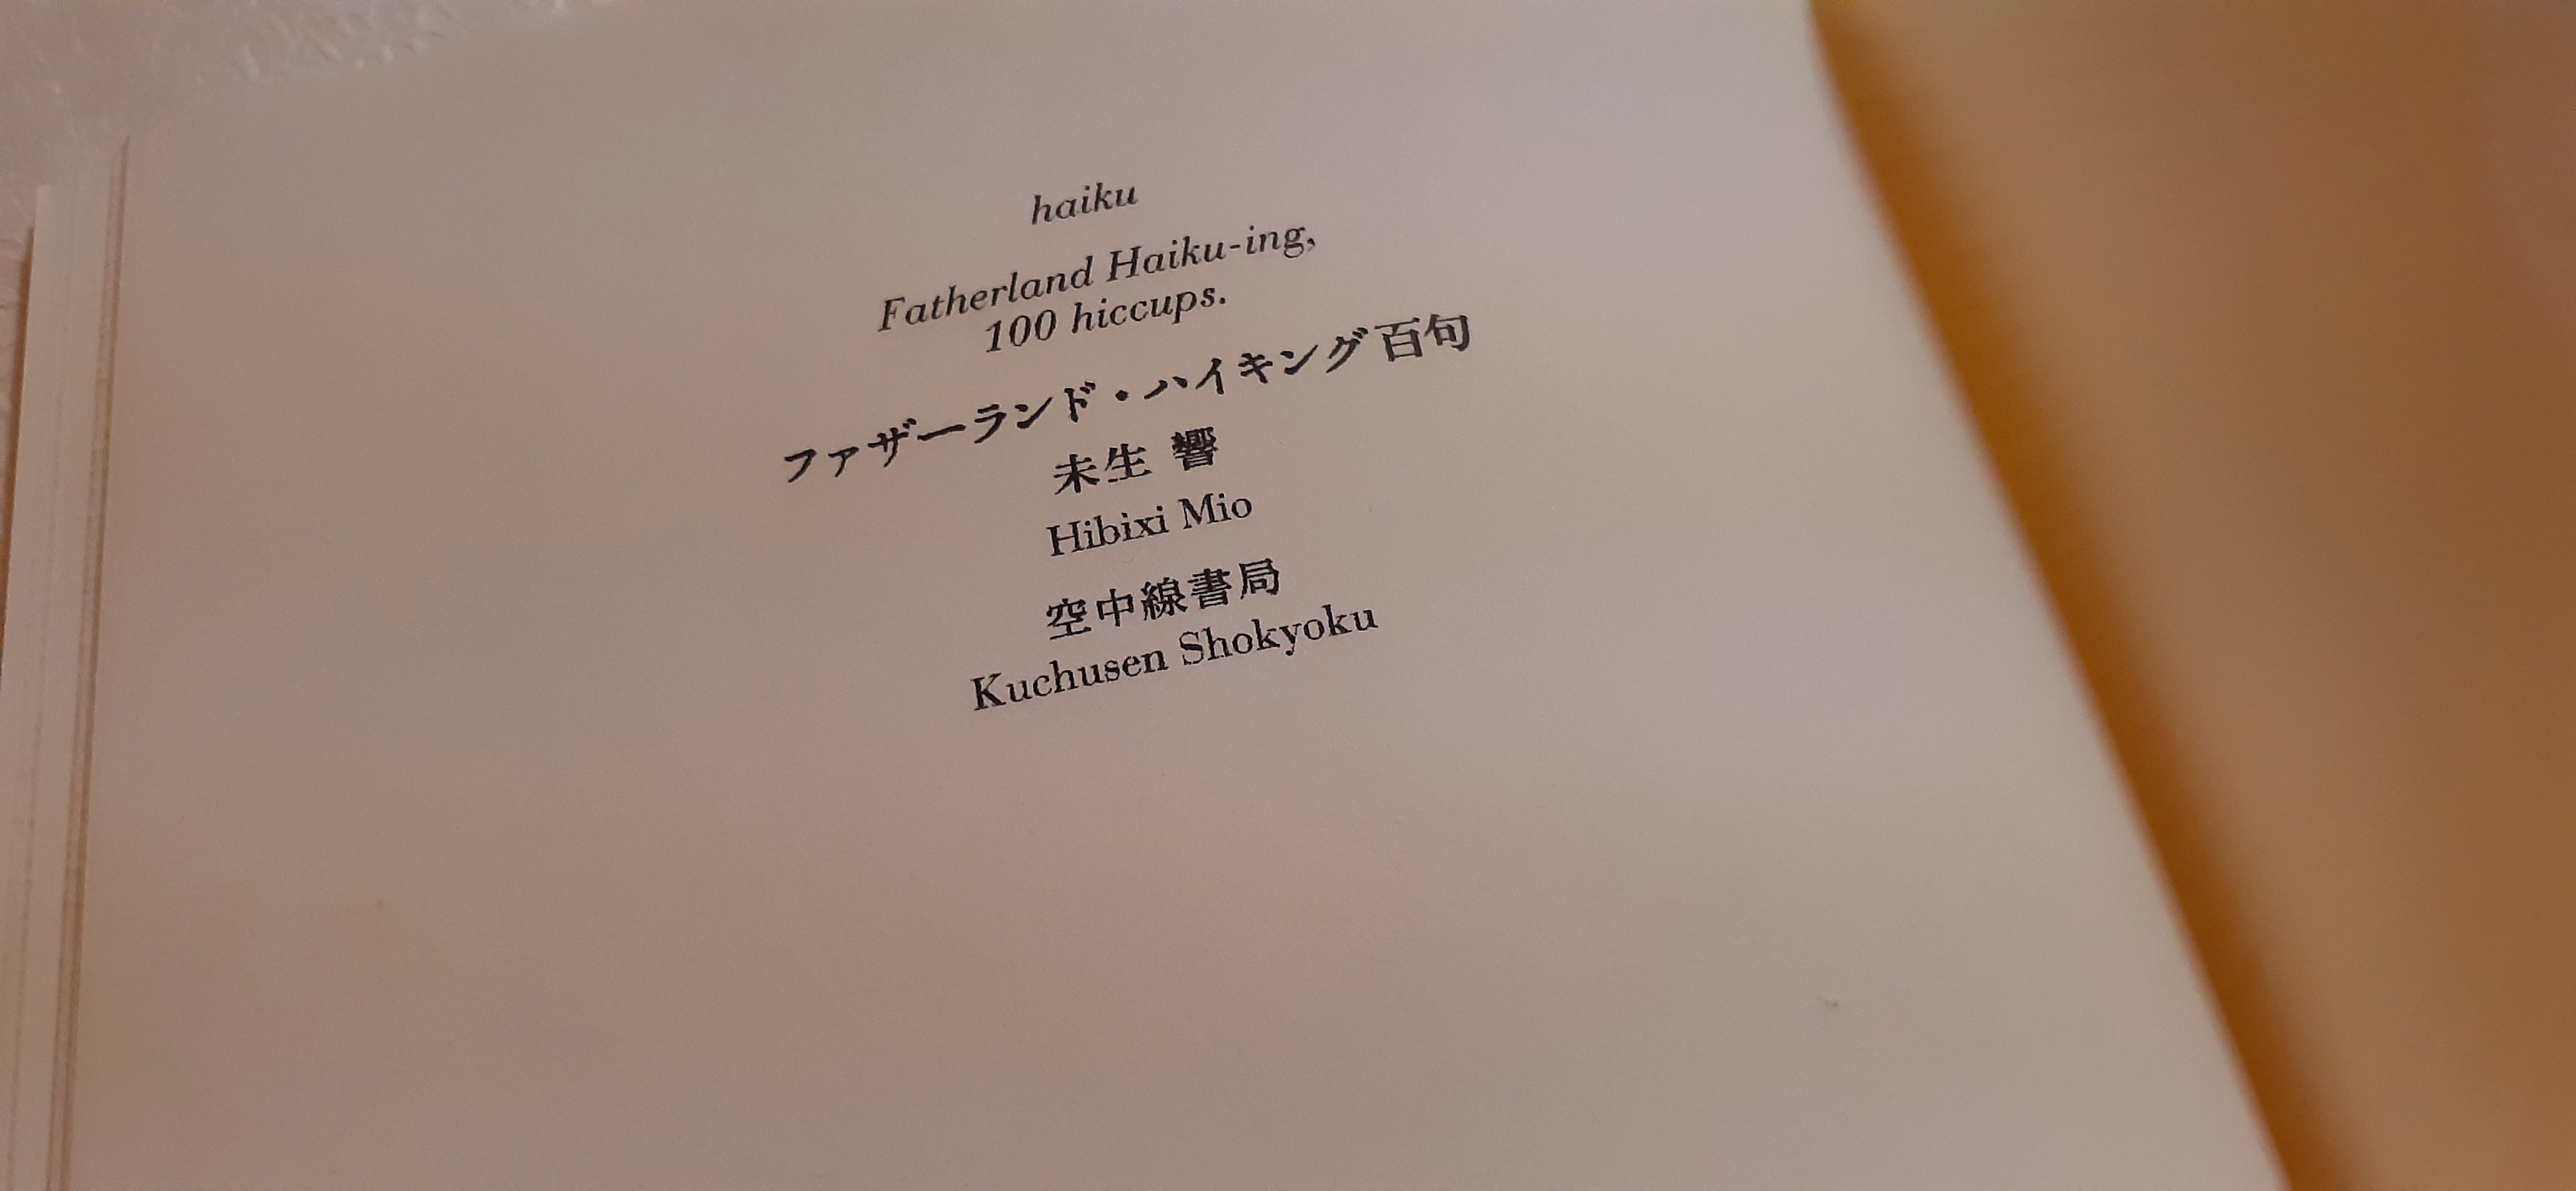 haiku
Fatherland Haiku-ing,
100 hiccups.
ファザーランド・ハイキング百句
未生 響
Hibixi Mio
空中線書局
Kuchusen Shokyoku